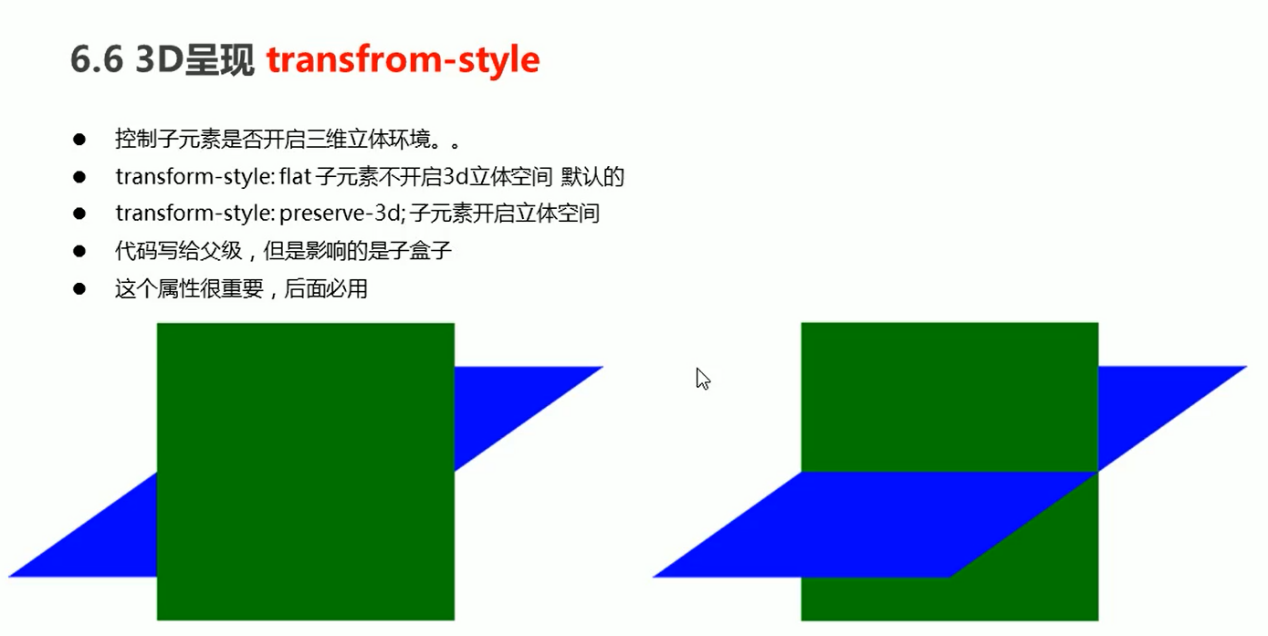 6.6 3D呈现 transfrom-style
● 控制子元素是否开启三维立体环境。。
● transform-style: flat 子元素不开启3d立体空间 默认的
● transform-style: preserve-3d; 子元素开启立体空间
● 代码写给父级，但是影响的是子盒子
● 这个属性很重要，后面必用